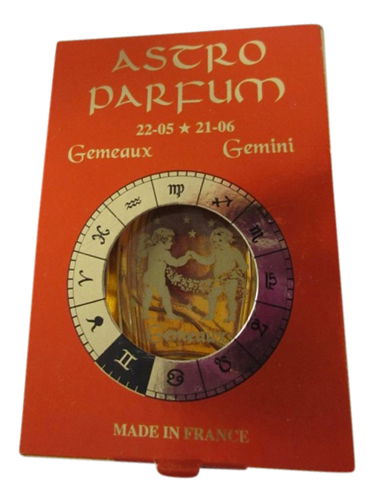 ASTRO
PARFUM
22-05 ★ 21-06
Gemeaux Gemini
MADE IN FRANCE